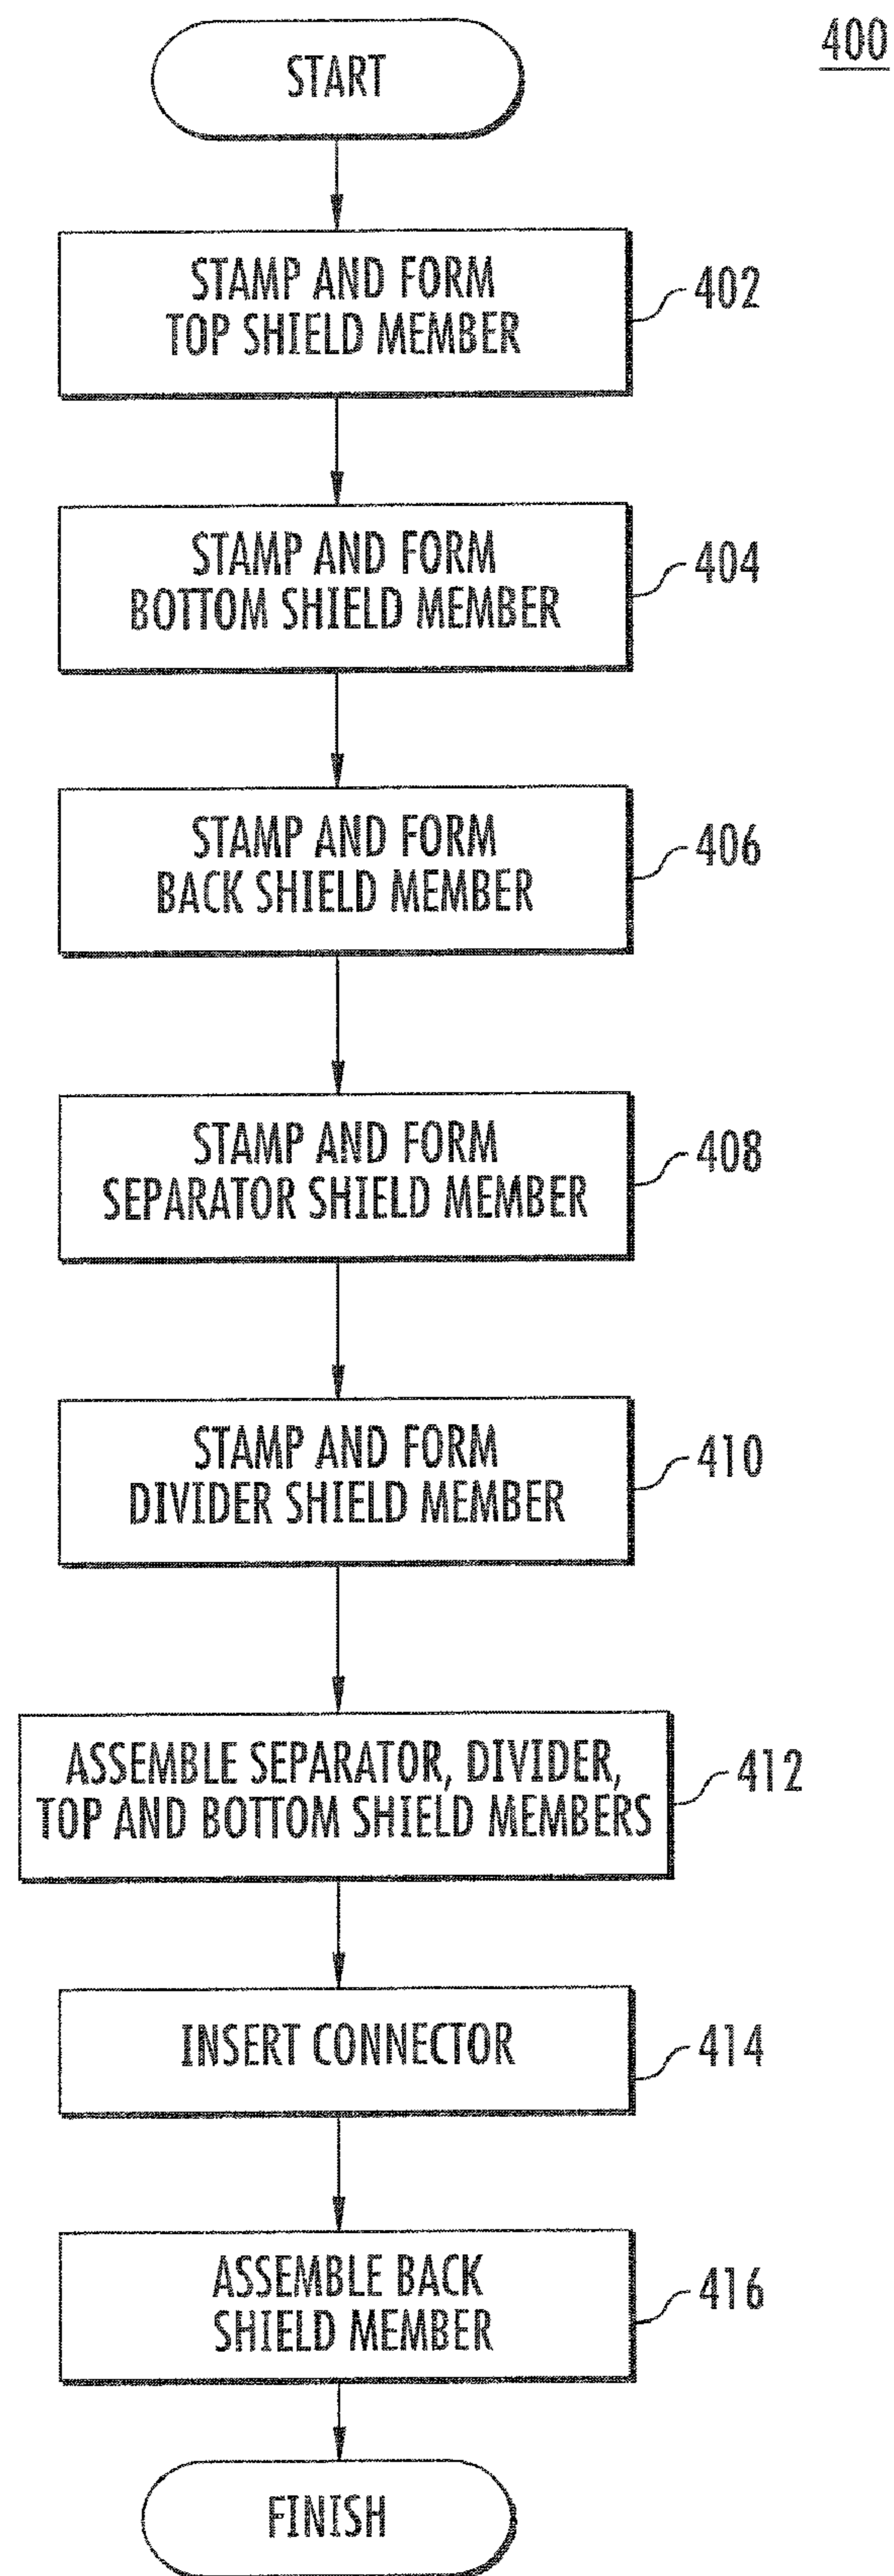 400
START
STAMP AND FORM
TOP SHIELD MEMBER
402
STAMP AND FORM
BOTTOM SHIELD MEMBER
404
STAMP AND FORM
BACK SHIELD MEMBER
406
STAMP AND FORM
SEPARATOR SHIELD MEMBER
408
STAMP AND FORM
DIVIDER SHIELD MEMBER
410
ASSEMBLE SEPARATOR, DIVIDER,
TOP AND BOTTOM SHIELD MEMBERS
412
INSERT CONNECTOR
414
ASSEMBLE BACK
SHIELD MEMBER
416
FINISH